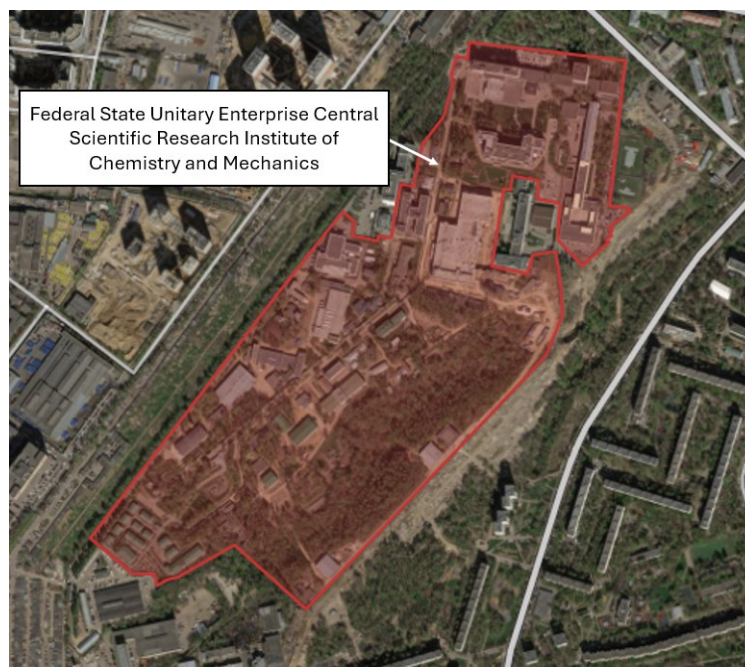 Federal State Unitary Enterprise Central
Scientific Research Institute of
Chemistry and Mechanics